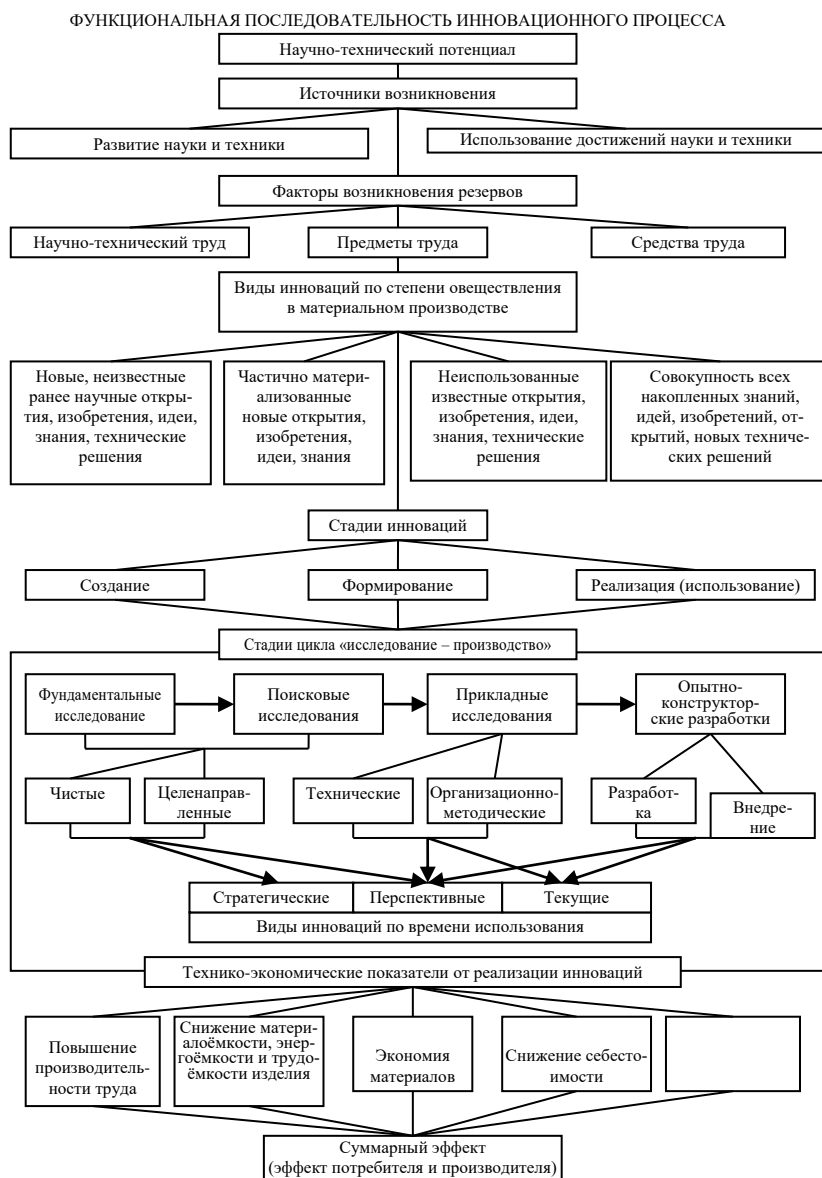 ФУНКЦИОНАЛЬНАЯ ПОСЛЕДОВАТЕЛЬНОСТЬ ИННОВАЦИОННОГО ПРОЦЕССА
Научно-технический потенциал
Источники возникновения
Развитие науки и техники
Использование достижений науки и техники
Факторы возникновения резервов
Научно-технический труд
Предметы труда
Средства труда
Виды инноваций по степени овеществления
в материальном производстве
Новые, неизвестные
ранее научные откры-
тия, изобретения, идеи,
знания, технические
решения
Частично матери-
ализованные
новые открытия,
изобретения,
идеи, знания
Неиспользованные
известные открытия,
изобретения, идеи,
знания, технические
решения
Совокупность всех
накопленных знаний,
идей, изобретений, от-
крытий, новых техниче-
ских решений
Стадии инноваций
Создание
Формирование
Реализация (использование)
Стадии цикла «исследование – производство»
Фундаментальные
исследование
Поисковые
исследования
Прикладные
исследования
Опытно-
конструктор-
ские разработки
Чистые
Целенаправ-
ленные
Технические
Организационно-
методические
Разработ-
ка
Внедре-
ние
Стратегические
Перспективные
Текущие
Виды инноваций по времени использования
Технико-экономические показатели от реализации инноваций
Повышение
производитель-
ности труда
Снижение матери-
алоёмкости, энер-
гоёмкости и трудо-
ёмкости изделия
Экономия
материалов
Снижение себесто-
имости
Суммарный эффект
(эффект потребителя и производителя)